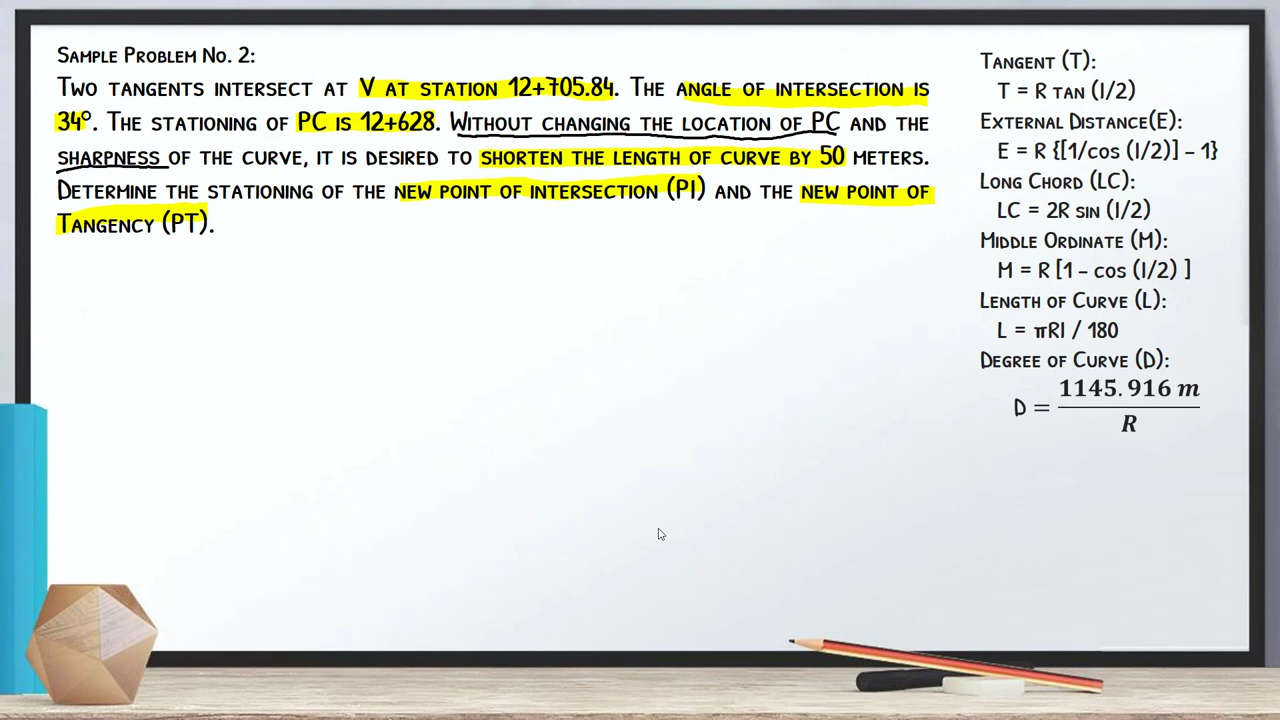 Sample Problem No. 2:
Two tangents intersect at V at station 12+705.84. The angle of intersection is
34°. The stationing of PC is 12+628. Without changing the location of PC and the
sharpness of the curve, it is desired to shorten the length of curve by 50 meters.
Determine the stationing of the new point of intersection (PI) and the new point of
Tangency (PT).
Tangent (T):
T = R tan (I/2)
External Distance(E):
E = R {[1/cos (I/2)] – 1}
Long Chord (LC):
LC = 2R sin (I/2)
Middle Ordinate (M):
M = R [1 – cos (I/2) ]
Length of Curve (L):
L = πRI / 180
Degree of Curve (D):
D = 1145.916 m / R